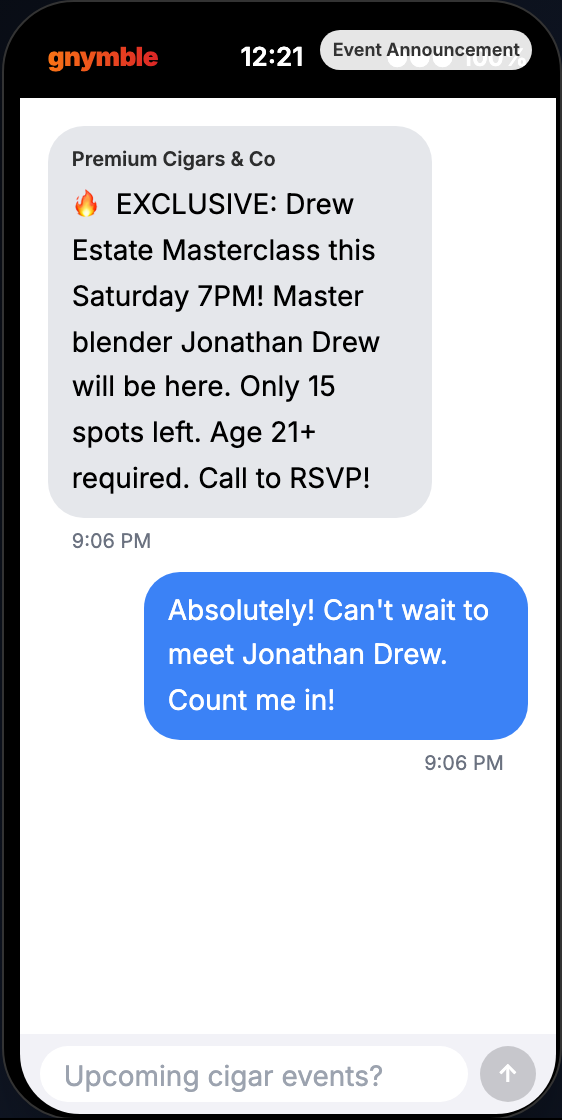 gnymble
12:21
Event Announcement
100%
Premium Cigars & Co
🔥 EXCLUSIVE: Drew
Estate Masterclass this
Saturday 7PM! Master
blender Jonathan Drew
will be here. Only 15
spots left. Age 21+
required. Call to RSVP!
9:06 PM
Absolutely! Can't wait to
meet Jonathan Drew.
Count me in!
9:06 PM
Upcoming cigar events?